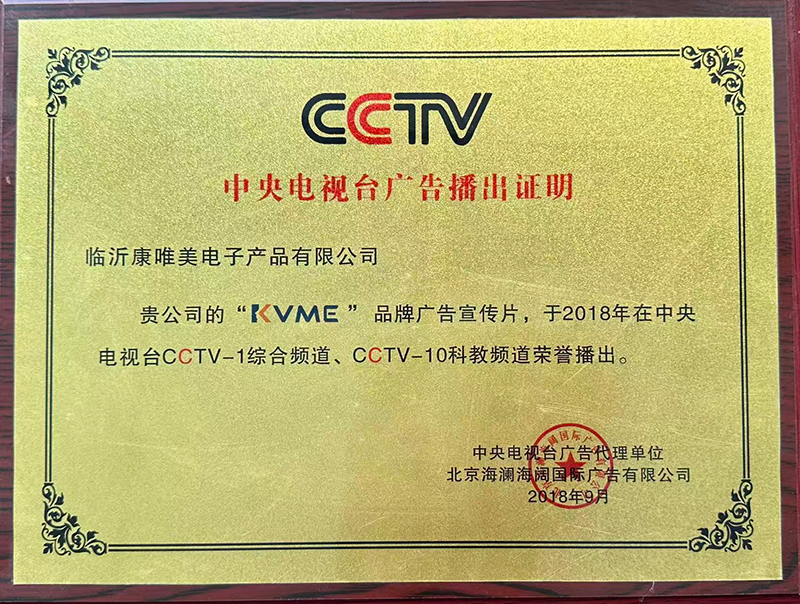 CCTV
中央电视台广告播出证明
临沂康唯美电子产品有限公司
贵公司的“KVME”品牌广告宣传片，于2018年在中央
电视台CCTV-1综合频道、CCTV-10科教频道荣誉播出。
中央电视台广告代理单位
北京海澜海阔国际广告有限公司
2018年9月